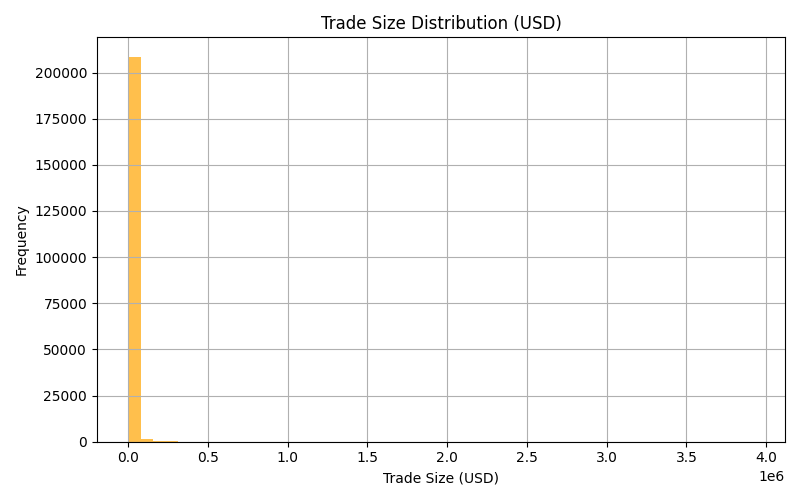 Trade Size Distribution (USD)
Frequency
200000
175000
150000
125000
100000
75000
50000
25000
0
0.0 0.5 1.0 1.5 2.0 2.5 3.0 3.5 4.0
1e6
Trade Size (USD)